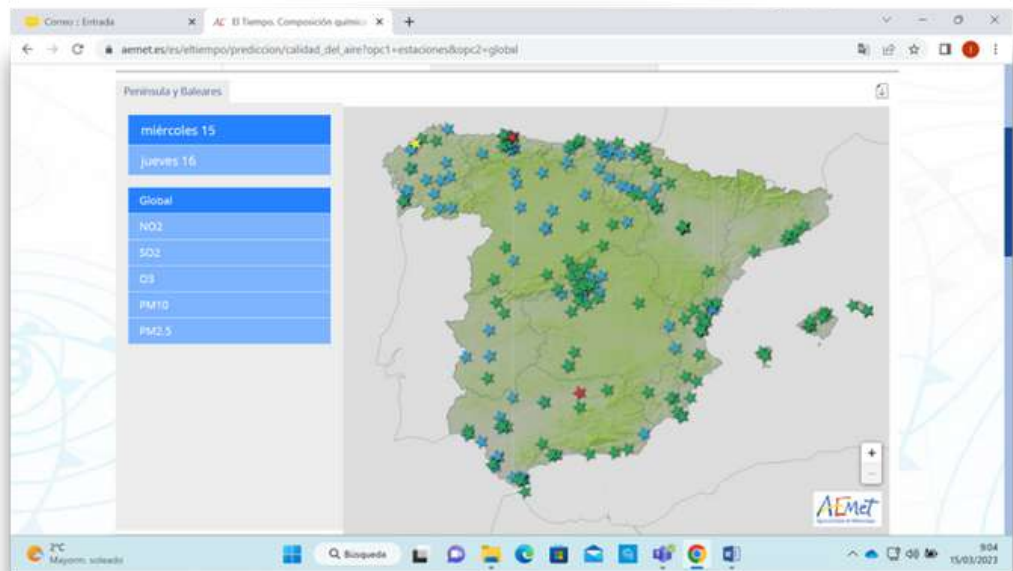 Correo : Entrada
El Tiempo. Composición química
aemet.es/es/eltiempo/prediccion/calidad_del_aire?opc1=estaciones&opc2=global
Península y Baleares
miércoles 15
jueves 16
Global
NO2
SO2
O3
PM10
PM2.5
+
-
AEMet
2°C
Mayorm. soleado
Búsqueda
9:04
15/03/2023